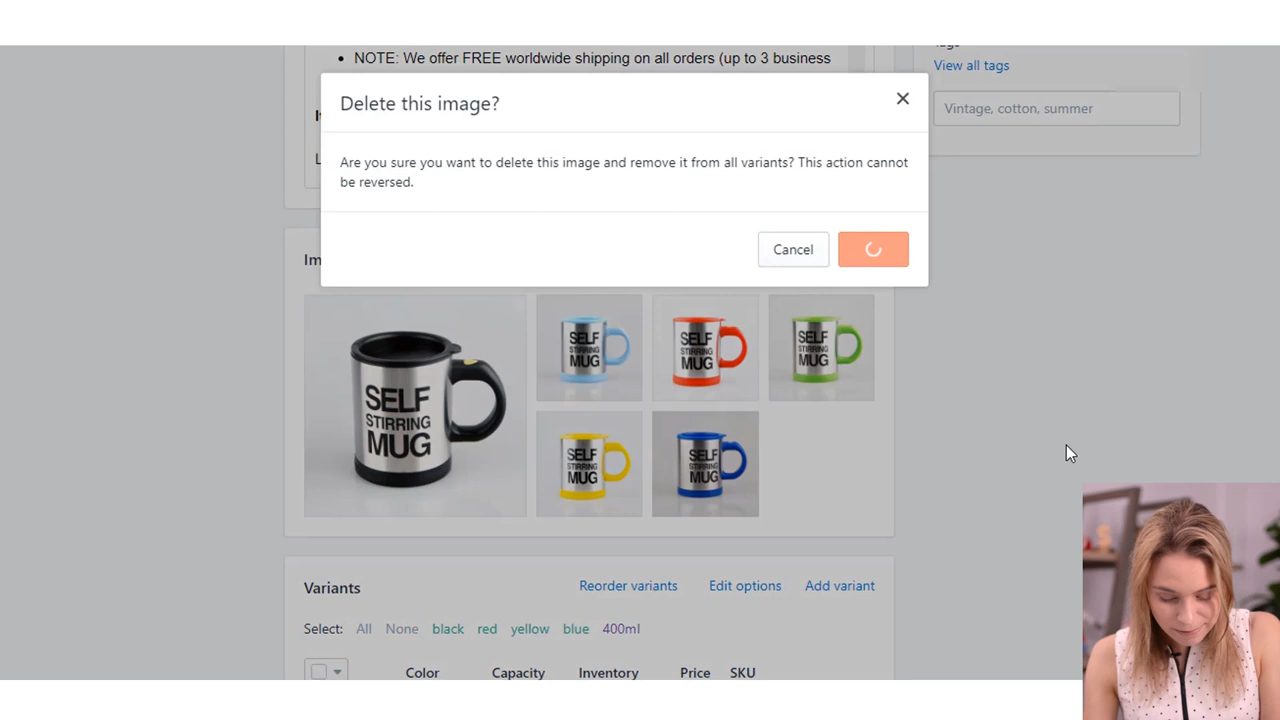 Tags
NOTE: We offer FREE worldwide shipping on all orders (up to 3 business
View all tags
Delete this image?
Vintage, cotton, summer
Are you sure you want to delete this image and remove it from all variants? This action cannot
be reversed.
Cancel
SELF
STIRRING
MUG
SELF
STIRRING
MUG
SELF
STIRRING
MUG
SELF
STIRRING
MUG
SELF
STIRRING
MUG
SELF
STIRRING
MUG
Variants
Reorder variants
Edit options
Add variant
Select: All None black red yellow blue 400ml
Color Capacity Inventory Price SKU